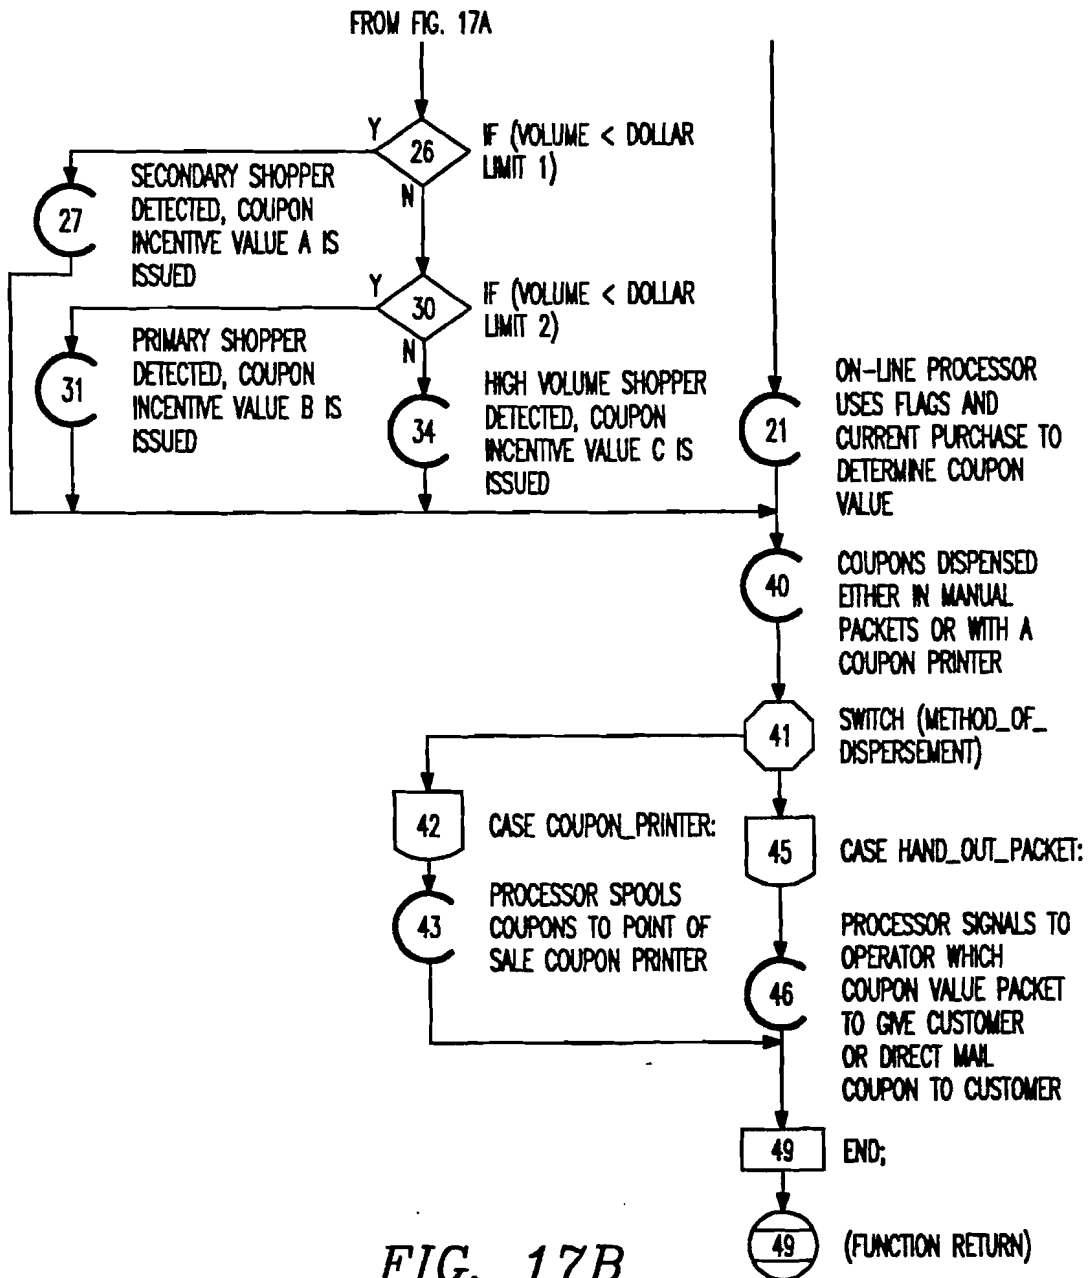 FROM FIG. 17A
Y
26
IF (VOLUME < DOLLAR
LIMIT 1)
N
27
SECONDARY SHOPPER
DETECTED, COUPON
INCENTIVE VALUE A IS
ISSUED
Y
30
IF (VOLUME < DOLLAR
LIMIT 2)
N
31
PRIMARY SHOPPER
DETECTED, COUPON
INCENTIVE VALUE B IS
ISSUED
34
HIGH VOLUME SHOPPER
DETECTED, COUPON
INCENTIVE VALUE C IS
ISSUED
21
ON-LINE PROCESSOR
USES FLAGS AND
CURRENT PURCHASE TO
DETERMINE COUPON
VALUE
40
COUPONS DISPENSED
EITHER IN MANUAL
PACKETS OR WITH A
COUPON PRINTER
41
SWITCH (METHOD_OF_
DISPERSEMENT)
42
CASE COUPON_PRINTER:
45
CASE HAND_OUT_PACKET:
43
PROCESSOR SPOOLS
COUPONS TO POINT OF
SALE COUPON PRINTER
46
PROCESSOR SIGNALS TO
OPERATOR WHICH
COUPON VALUE PACKET
TO GIVE CUSTOMER
OR DIRECT MAIL
COUPON TO CUSTOMER
49
END;
49
(FUNCTION RETURN)
FIG. 17B